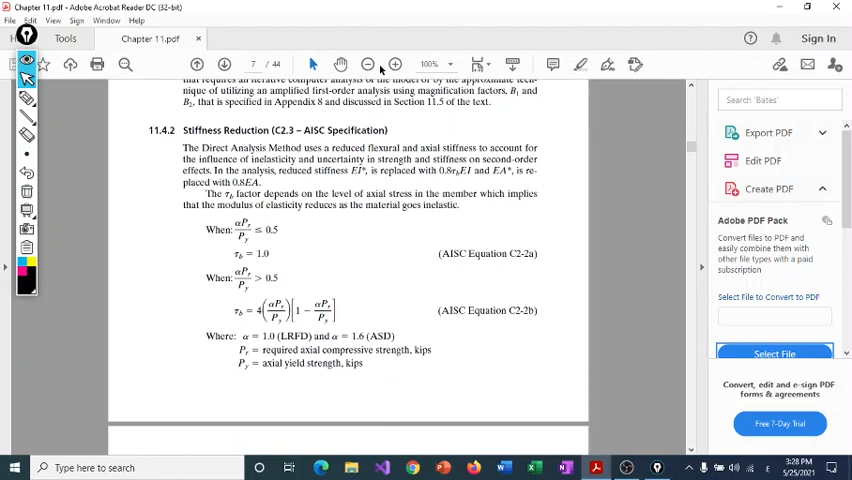 Chapter 11.pdf - Adobe Acrobat Reader DC (32-bit)
File Edit View Sign Window Help
Tools
Chapter 11.pdf ×
Sign In
7 / 44
100%
that requires an iterative computer analysis of the model or by the approximate tech-
nique of utilizing an amplified first-order analysis using magnification factors, B₁ and
B₂, that is specified in Appendix 8 and discussed in Section 11.5 of the text.
11.4.2 Stiffness Reduction (C2.3 – AISC Specification)
The Direct Analysis Method uses a reduced flexural and axial stiffness to account for
the influence of inelasticity and uncertainty in strength and stiffness on second-order
effects. In the analysis, reduced stiffness EI*, is replaced with 0.8τbEI and EA*, is re-
placed with 0.8EA.
The τb factor depends on the level of axial stress in the member which implies
that the modulus of elasticity reduces as the material goes inelastic.
When: αPr/Py ≤ 0.5
τb = 1.0 (AISC Equation C2-2a)
When: αPr/Py > 0.5
τb = 4(αPr/Py)[1 − αPr/Py] (AISC Equation C2-2b)
Where: α = 1.0 (LRFD) and α = 1.6 (ASD)
Pr = required axial compressive strength, kips
Py = axial yield strength, kips
Search 'Bates'
Export PDF
Edit PDF
Create PDF
Adobe PDF Pack
Convert files to PDF and
easily combine them with
other file types with a paid
subscription
Select File to Convert to PDF
Select File
Convert, edit and e-sign PDF
forms & agreements
Free 7-Day Trial
Type here to search
3:28 PM
5/25/2021